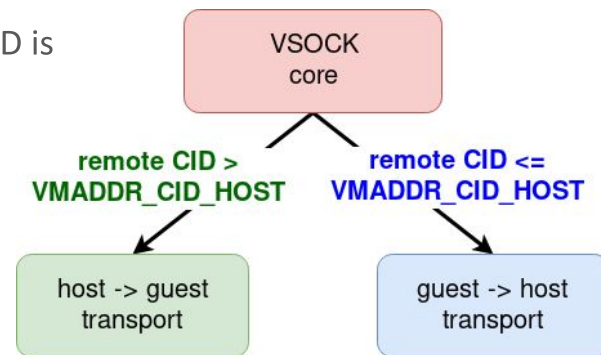 D is
VSOCK
core
remote CID >
VMADDR_CID_HOST
remote CID <=
VMADDR_CID_HOST
host -> guest
transport
guest -> host
transport